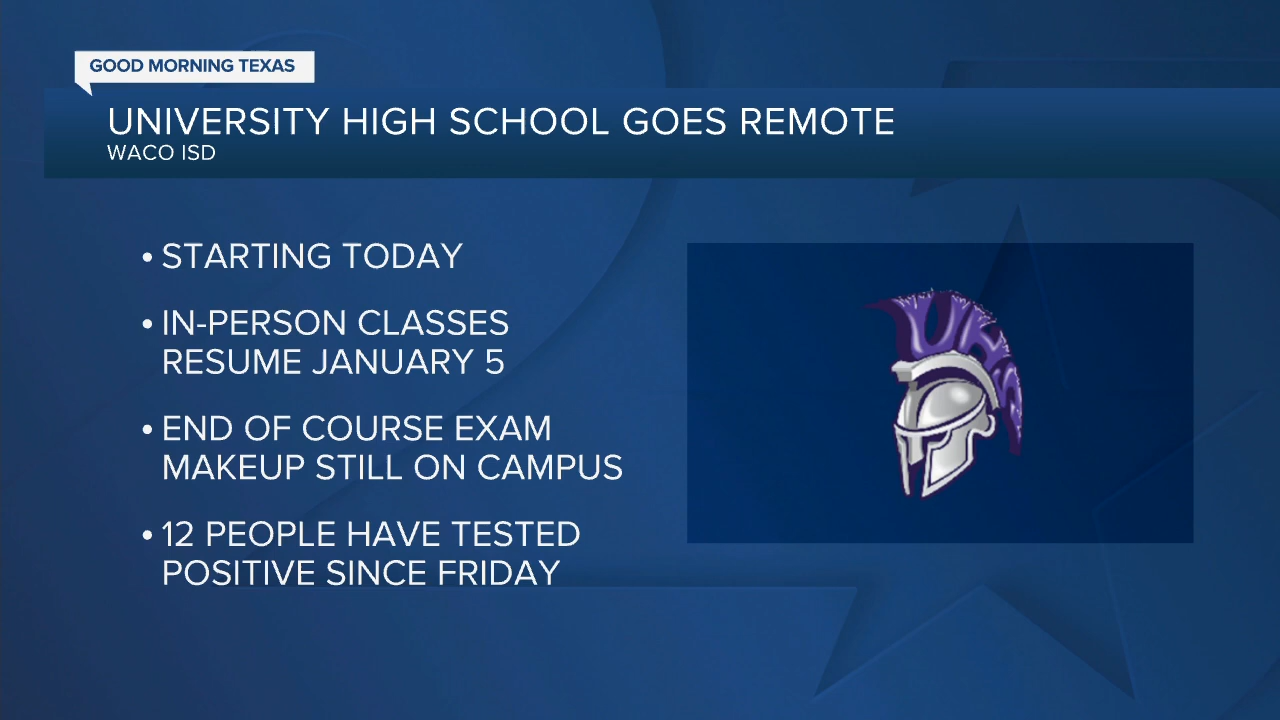 GOOD MORNING TEXAS
UNIVERSITY HIGH SCHOOL GOES REMOTE
WACO ISD
• STARTING TODAY
• IN-PERSON CLASSES
RESUME JANUARY 5
• END OF COURSE EXAM
MAKEUP STILL ON CAMPUS
• 12 PEOPLE HAVE TESTED
POSITIVE SINCE FRIDAY
UHS